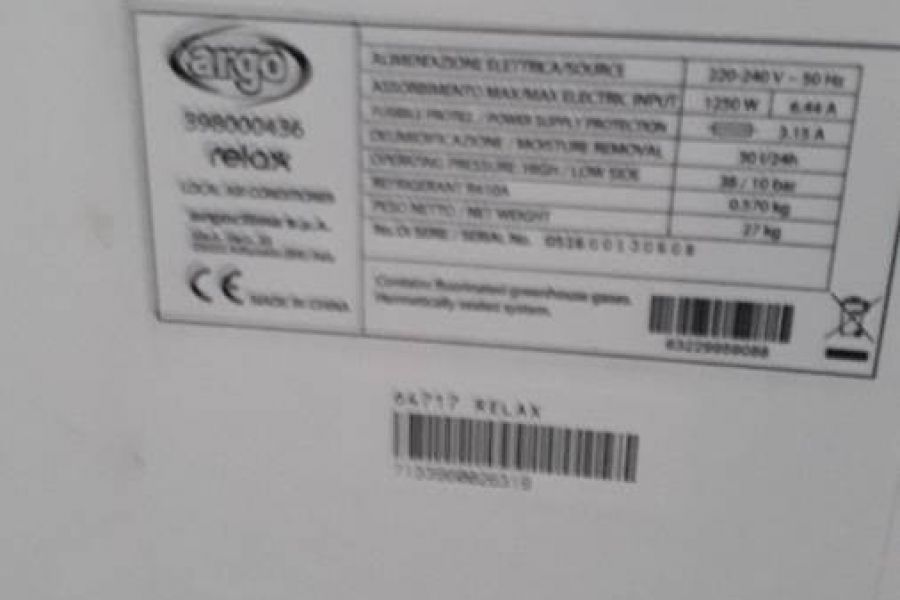 argo
398000436
relax
LOCAL AIR CONDITIONER
MADE IN CHINA
ALIMENTAZIONE ELETTRICA/SOURCE 220-240 V ~ 50 Hz
ASSORBIMENTO MAX/MAX ELECTRIC INPUT 1250 W 6.44 A
FUSIBILI PROTEZ. / POWER SUPPLY PROTECTION 3.15 A
DEUMIDIFICAZIONE / MOISTURE REMOVAL 30 l/24h
OPERATING PRESSURE HIGH / LOW SIDE 38 / 10 bar
REFRIGERANT R410A 0.570 kg
PESO NETTO / NET WEIGHT 27 kg
No. DI SERIE / SERIAL No.
Contains fluorinated greenhouse gases.
Hermetically sealed system.
RELAX